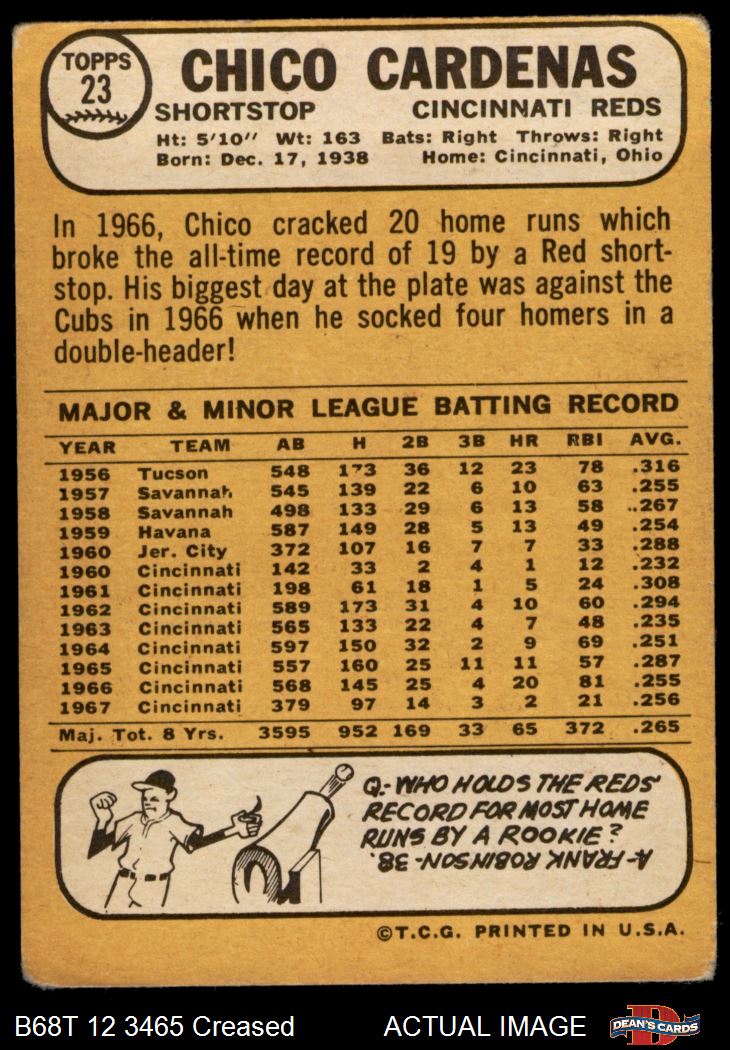 TOPPS
23
CHICO CARDENAS
SHORTSTOP CINCINNATI REDS
Ht: 5'10" Wt: 163 Bats: Right Throws: Right
Born: Dec. 17, 1938 Home: Cincinnati, Ohio
In 1966, Chico cracked 20 home runs which
broke the all-time record of 19 by a Red short-
stop. His biggest day at the plate was against the
Cubs in 1966 when he socked four homers in a
double-header!
MAJOR & MINOR LEAGUE BATTING RECORD
YEAR TEAM AB H 2B 3B HR RBI AVG.
1956 Tucson 548 173 36 12 23 78 .316
1957 Savannah 545 139 22 6 10 63 .255
1958 Savannah 498 133 29 6 13 58 .267
1959 Havana 587 149 28 5 13 49 .254
1960 Jer. City 372 107 16 7 7 33 .288
1960 Cincinnati 142 33 2 4 1 12 .232
1961 Cincinnati 198 61 18 1 5 24 .308
1962 Cincinnati 589 173 31 4 10 60 .294
1963 Cincinnati 565 133 22 4 7 48 .235
1964 Cincinnati 597 150 32 2 9 69 .251
1965 Cincinnati 557 160 25 11 11 57 .287
1966 Cincinnati 568 145 25 4 20 81 .255
1967 Cincinnati 379 97 14 3 2 21 .256
Maj. Tot. 8 Yrs. 3595 952 169 33 65 372 .265
Q.- WHO HOLDS THE REDS'
RECORD FOR MOST HOME
RUNS BY A ROOKIE?
A-FRANK ROBINSON-38.
©T.C.G. PRINTED IN U.S.A.
B68T 12 3465 Creased ACTUAL IMAGE DEAN'S CARDS